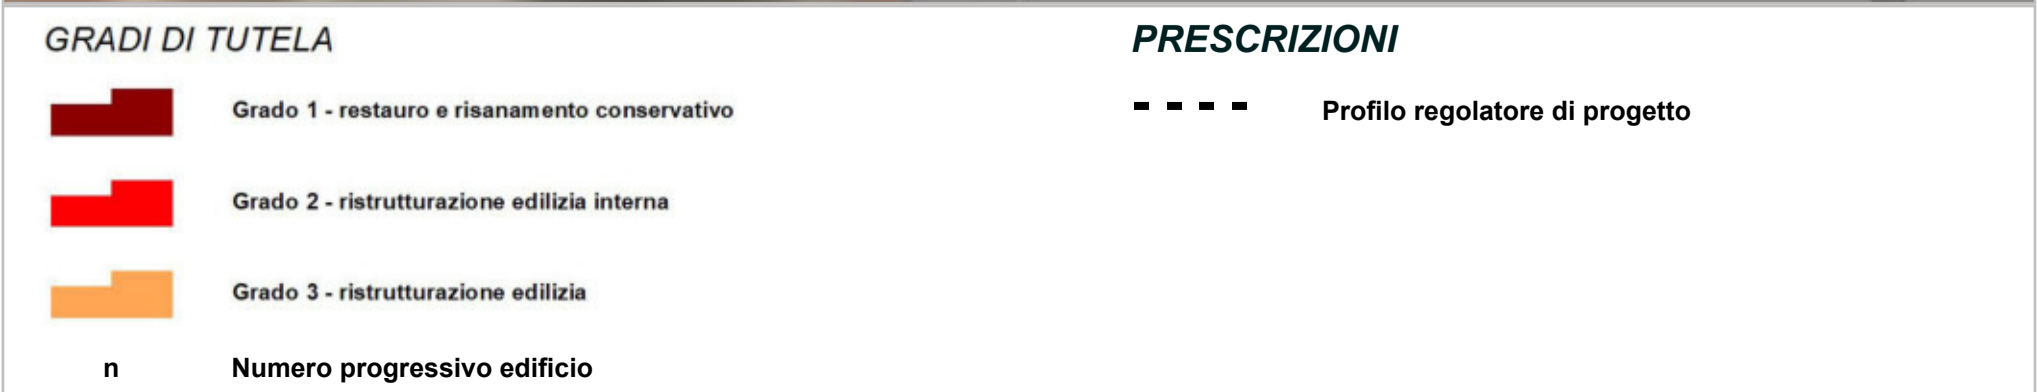 GRADI DI TUTELA
Grado 1 - restauro e risanamento conservativo
Grado 2 - ristrutturazione edilizia interna
Grado 3 - ristrutturazione edilizia
n Numero progressivo edificio
PRESCRIZIONI
Profilo regolatore di progetto